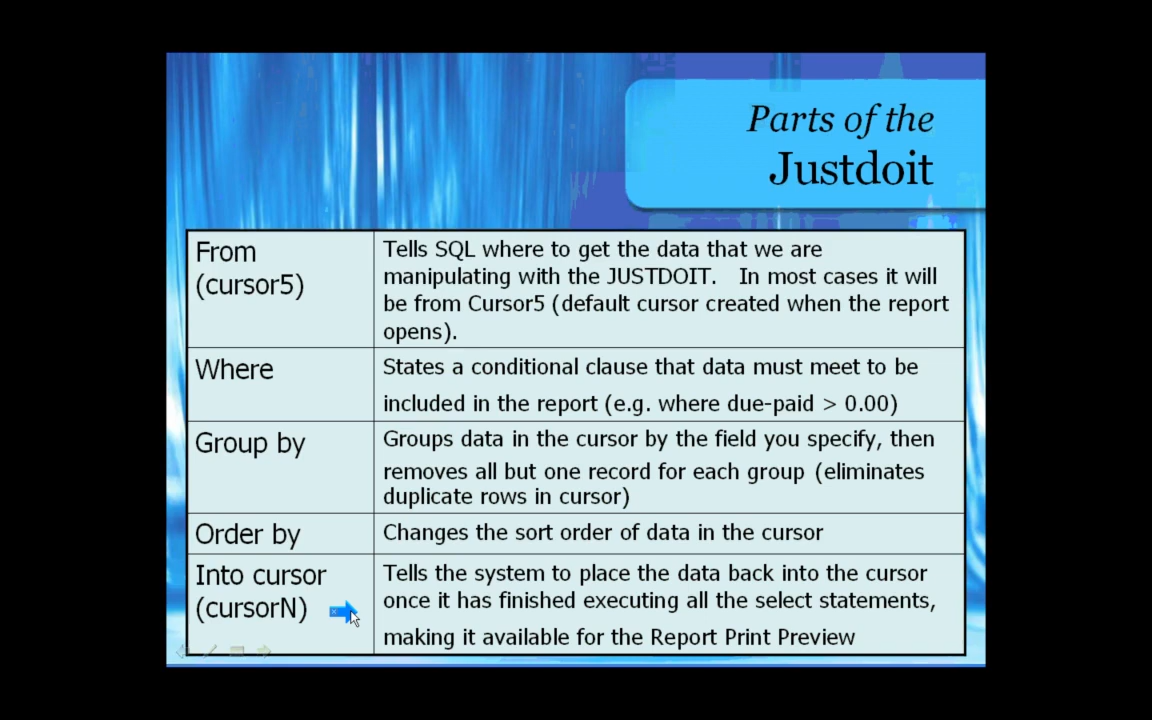 Parts of the
Justdoit
From
(cursor5)
Tells SQL where to get the data that we are
manipulating with the JUSTDOIT. In most cases it will
be from Cursor5 (default cursor created when the report
opens).
Where
States a conditional clause that data must meet to be
included in the report (e.g. where due-paid > 0.00)
Group by
Groups data in the cursor by the field you specify, then
removes all but one record for each group (eliminates
duplicate rows in cursor)
Order by
Changes the sort order of data in the cursor
Into cursor
(cursorN)
Tells the system to place the data back into the cursor
once it has finished executing all the select statements,
making it available for the Report Print Preview